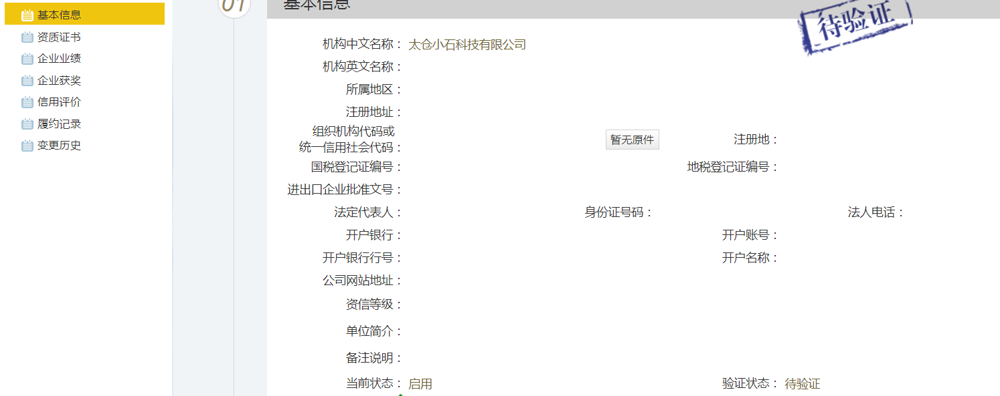 基本信息
资质证书
企业业绩
企业获奖
信用评价
履约记录
变更历史
01
基本信息
待验证
机构中文名称： 太仓小石科技有限公司
机构英文名称：
所属地区：
注册地址：
组织机构代码或
统一信用社会代码： 暂无原件 注册地：
国税登记证编号： 地税登记证编号：
进出口企业批准文号：
法定代表人： 身份证号码： 法人电话：
开户银行： 开户账号：
开户银行行号： 开户名称：
公司网站地址：
资信等级：
单位简介：
备注说明：
当前状态： 启用 验证状态： 待验证